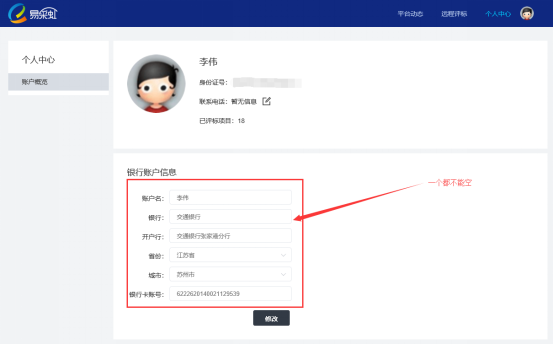 易采虹
平台动态 远程评标 个人中心
个人中心
账户概览
李伟
身份证号：
联系电话：暂无信息
已评标项目：18
银行账户信息
账户名：李伟
银行：交通银行
开户行：交通银行张家港分行
省份：江苏省
城市：苏州市
银行卡账号：6222620140021129539
修改
一个都不能空